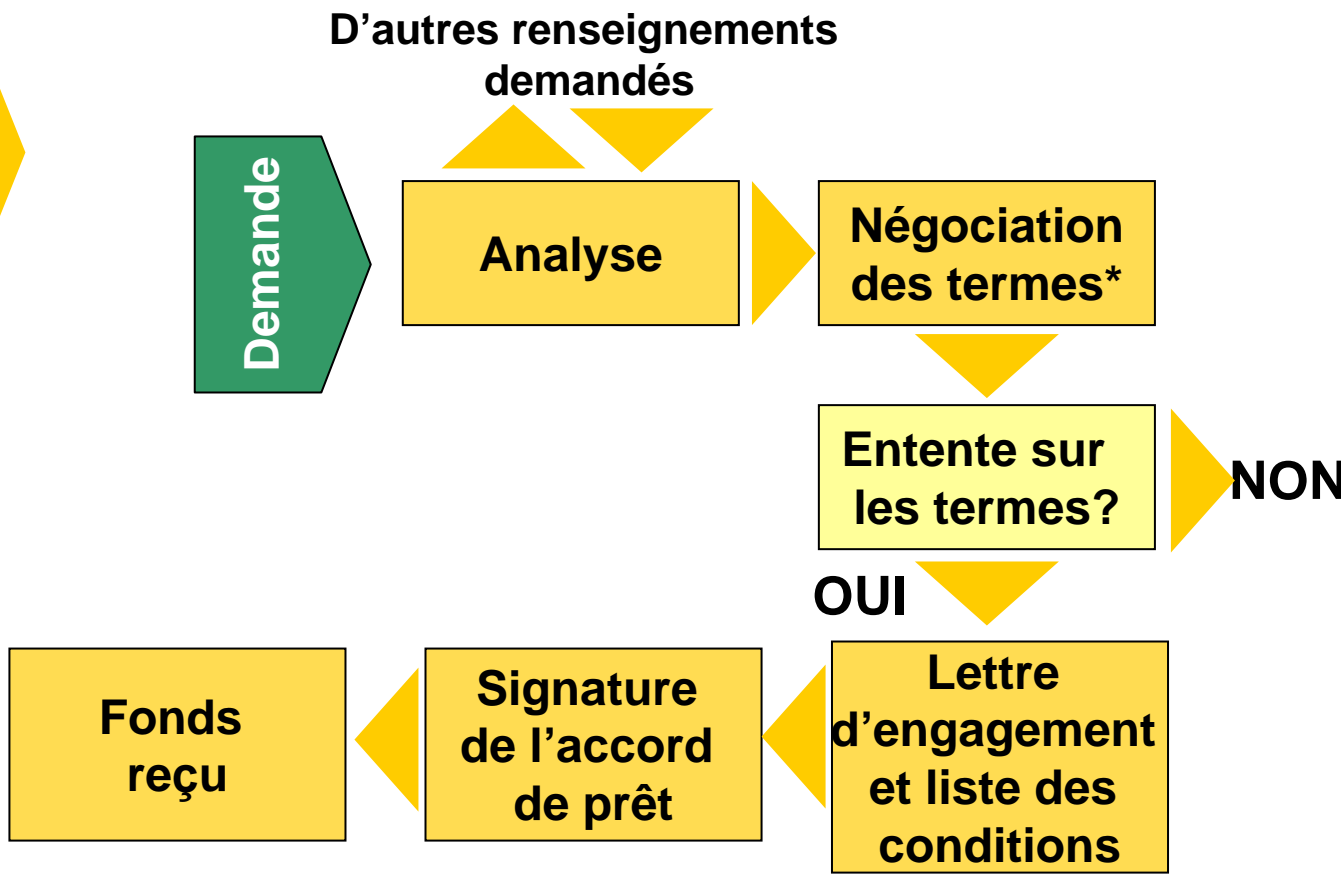 D’autres renseignements
demandés
Demande
Analyse
Négociation
des termes*
Entente sur
les termes?
NON
OUI
Lettre
d’engagement
et liste des
conditions
Signature
de l’accord
de prêt
Fonds
reçu